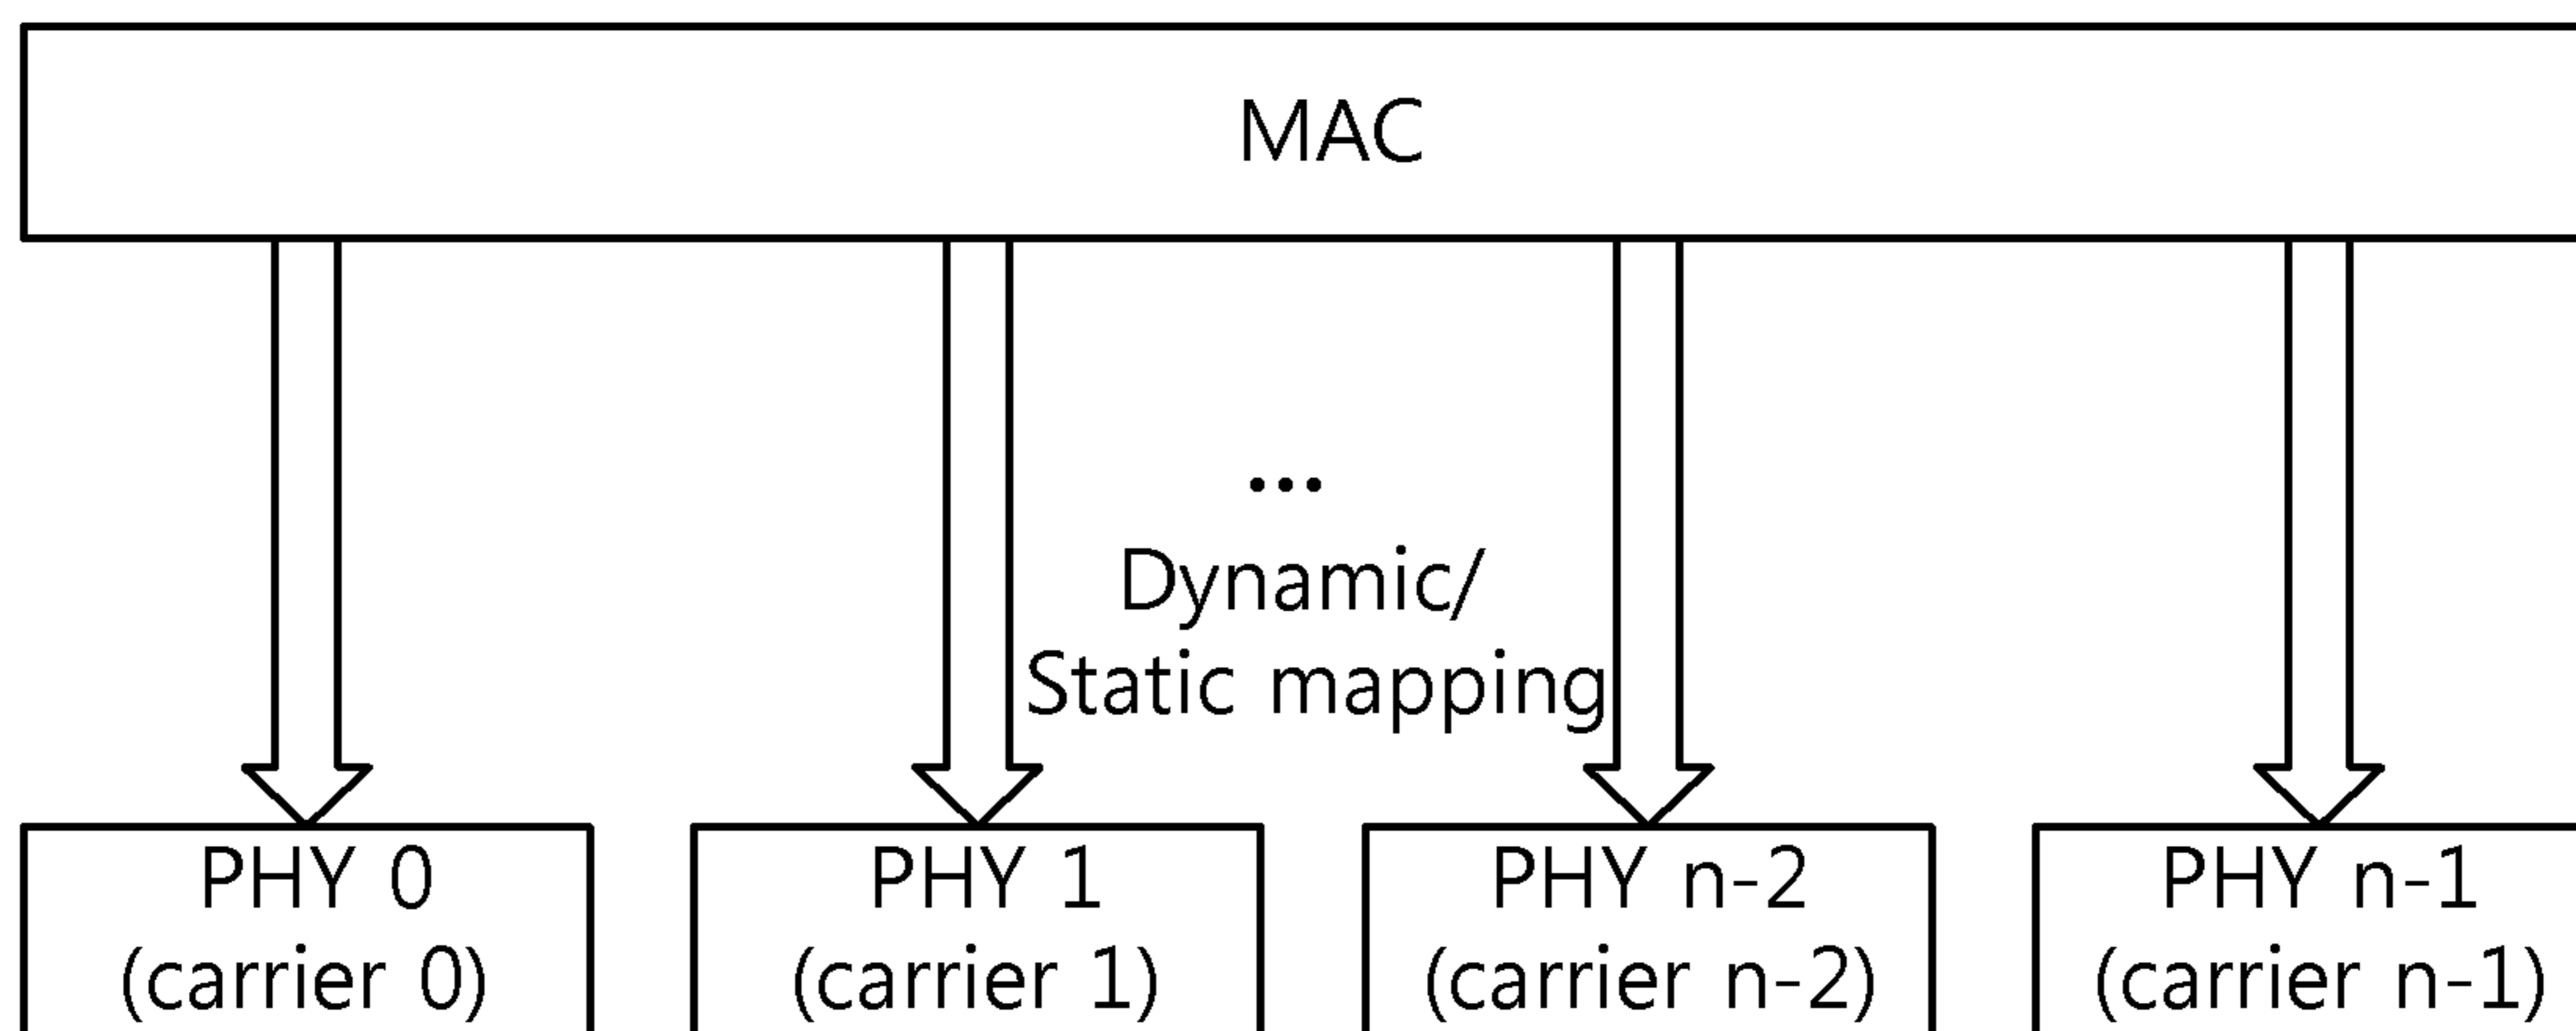 MAC
...
Dynamic/
Static mapping
PHY 0
(carrier 0)
PHY 1
(carrier 1)
PHY n-2
(carrier n-2)
PHY n-1
(carrier n-1)